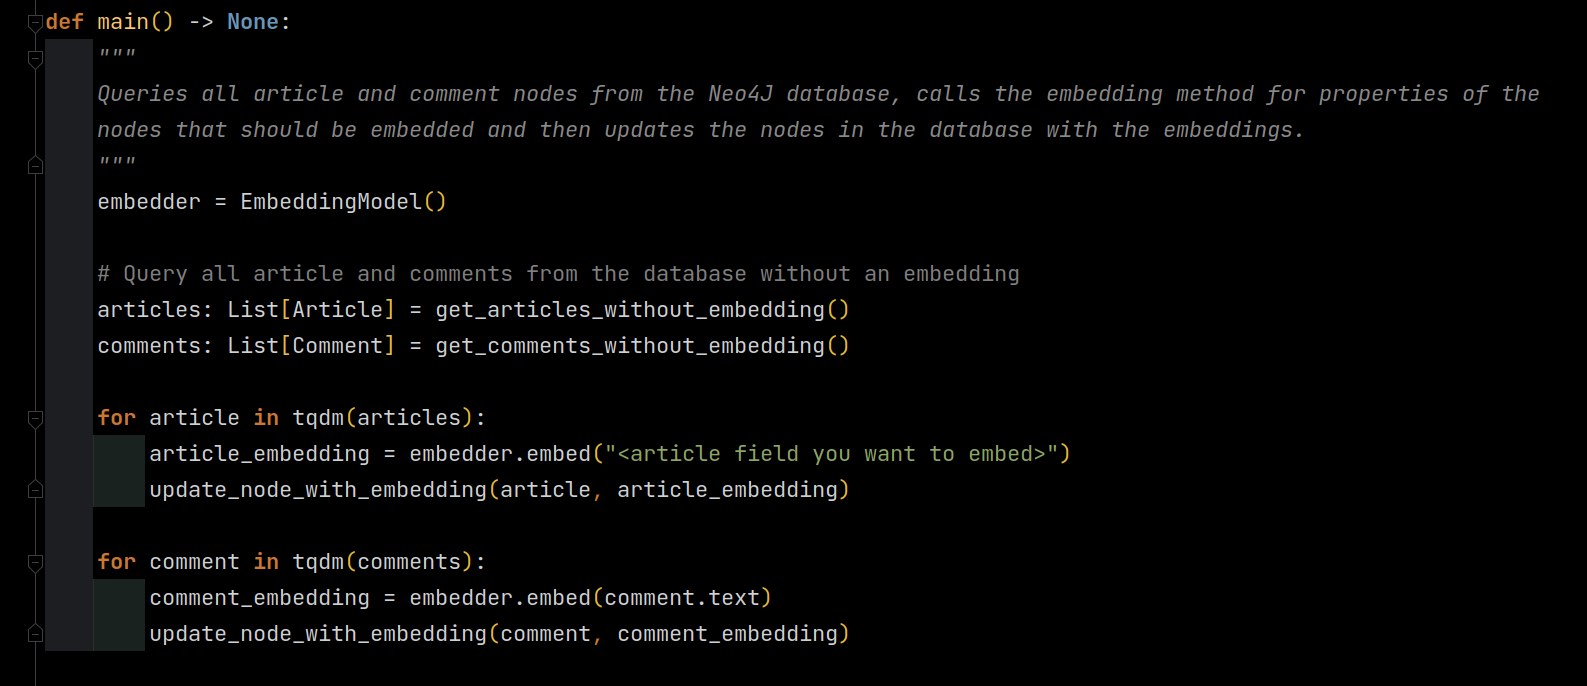 def main() -> None:
"""
Queries all article and comment nodes from the Neo4J database, calls the embedding method for properties of the
nodes that should be embedded and then updates the nodes in the database with the embeddings.
"""
embedder = EmbeddingModel()
# Query all article and comments from the database without an embedding
articles: List[Article] = get_articles_without_embedding()
comments: List[Comment] = get_comments_without_embedding()
for article in tqdm(articles):
article_embedding = embedder.embed("<article field you want to embed>")
update_node_with_embedding(article, article_embedding)
for comment in tqdm(comments):
comment_embedding = embedder.embed(comment.text)
update_node_with_embedding(comment, comment_embedding)